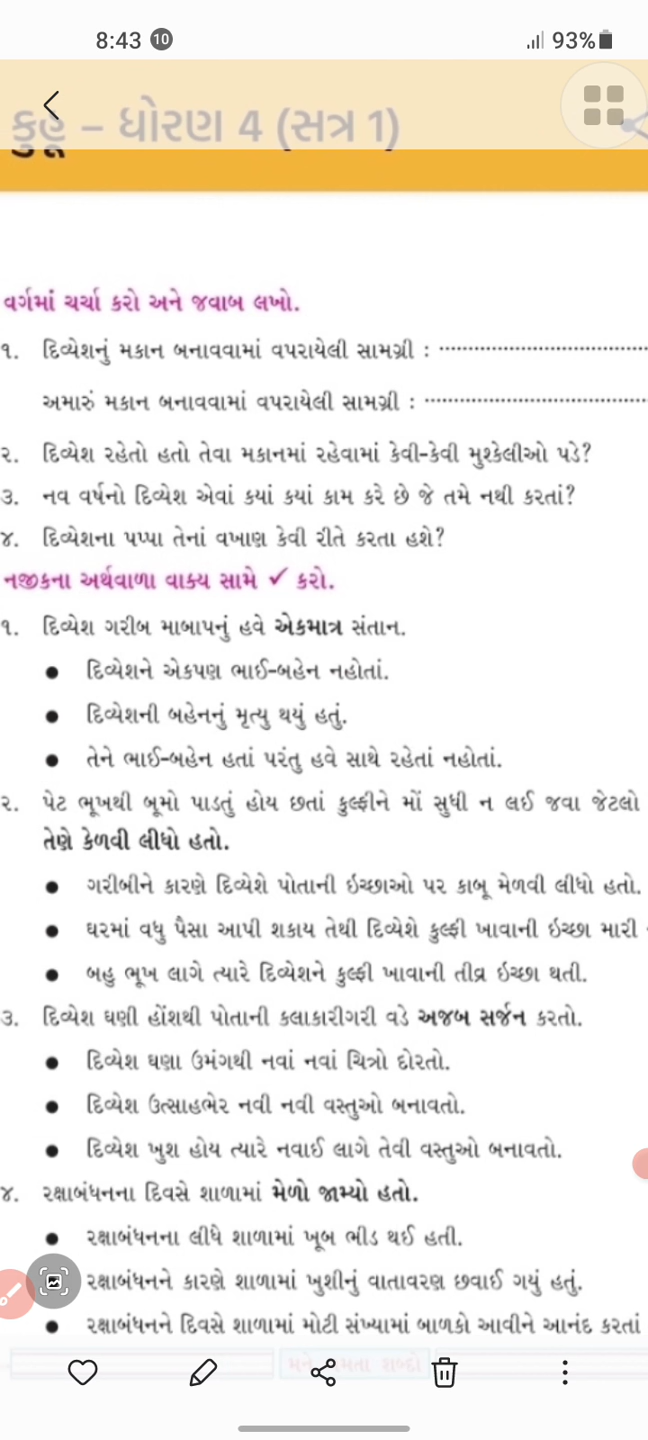 8:43 10 93%
કુહૂ – ધોરણ 4 (સત્ર 1)
વર્ગમાં ચર્ચા કરો અને જવાબ લખો.
૧. દિવ્યેશનું મકાન બનાવવામાં વપરાયેલી સામગ્રી :
અમારું મકાન બનાવવામાં વપરાયેલી સામગ્રી :
૨. દિવ્યેશ રહેતો હતો તેવા મકાનમાં રહેવામાં કેવી-કેવી મુશ્કેલીઓ પડે?
૩. નવ વર્ષનો દિવ્યેશ એવાં કયાં કયાં કામ કરે છે જે તમે નથી કરતાં?
૪. દિવ્યેશના પપ્પા તેનાં વખાણ કેવી રીતે કરતા હશે?
નજીકના અર્થવાળા વાક્ય સામે ✓ કરો.
૧. દિવ્યેશ ગરીબ માબાપનું હવે એકમાત્ર સંતાન.
● દિવ્યેશને એકપણ ભાઈ-બહેન નહોતાં.
● દિવ્યેશની બહેનનું મૃત્યુ થયું હતું.
● તેને ભાઈ-બહેન હતાં પરંતુ હવે સાથે રહેતાં નહોતાં.
૨. પેટ ભૂખથી બૂમો પાડતું હોય છતાં કુલ્ફીને મોં સુધી ન લઈ જવા જેટલો
તેણે કેળવી લીધો હતો.
● ગરીબીને કારણે દિવ્યેશે પોતાની ઇચ્છાઓ પર કાબૂ મેળવી લીધો હતો.
● ઘરમાં વધુ પૈસા આપી શકાય તેથી દિવ્યેશે કુલ્ફી ખાવાની ઇચ્છા મારી
● બહુ ભૂખ લાગે ત્યારે દિવ્યેશને કુલ્ફી ખાવાની તીવ્ર ઇચ્છા થતી.
૩. દિવ્યેશ ઘણી હોંશથી પોતાની કલાકારીગરી વડે અજબ સર્જન કરતો.
● દિવ્યેશ ઘણા ઉમંગથી નવાં નવાં ચિત્રો દોરતો.
● દિવ્યેશ ઉત્સાહભેર નવી નવી વસ્તુઓ બનાવતો.
● દિવ્યેશ ખુશ હોય ત્યારે નવાઈ લાગે તેવી વસ્તુઓ બનાવતો.
૪. રક્ષાબંધનના દિવસે શાળામાં મેળો જામ્યો હતો.
● રક્ષાબંધનના લીધે શાળામાં ખૂબ ભીડ થઈ હતી.
રક્ષાબંધનને કારણે શાળામાં ખુશીનું વાતાવરણ છવાઈ ગયું હતું.
● રક્ષાબંધનને દિવસે શાળામાં મોટી સંખ્યામાં બાળકો આવીને આનંદ કરતાં
મને ગમતા શબ્દો